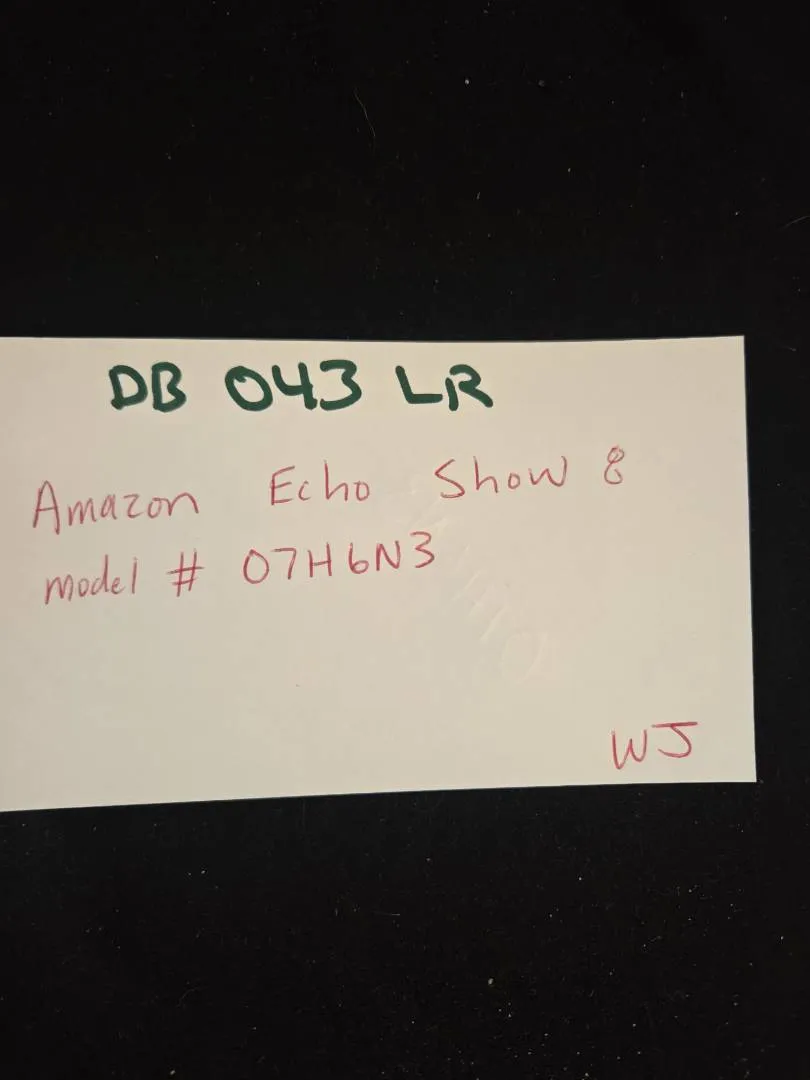 DB 043 LR
Amazon Echo Show 8
model # 07H6N3
WJ